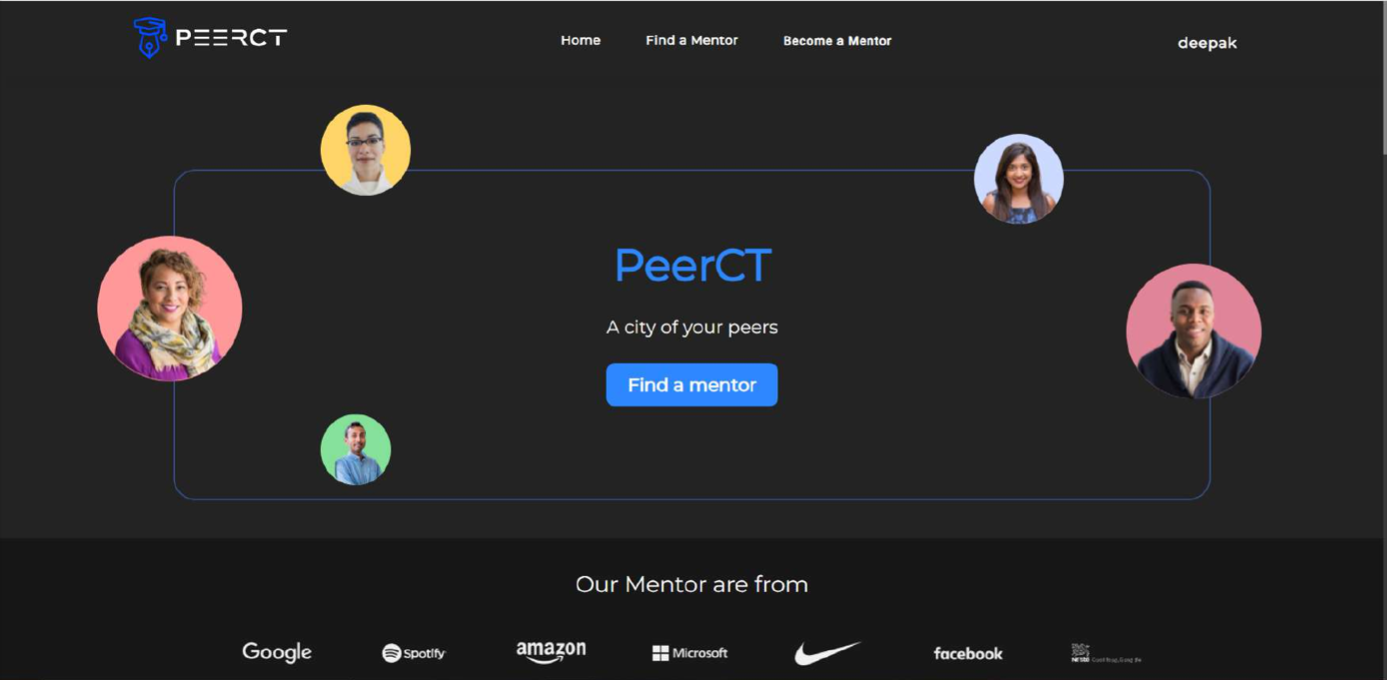 PEERCT
Home Find a Mentor Become a Mentor deepak
PeerCT
A city of your peers
Find a mentor
Our Mentor are from
Google Spotify amazon Microsoft facebook Nestlé